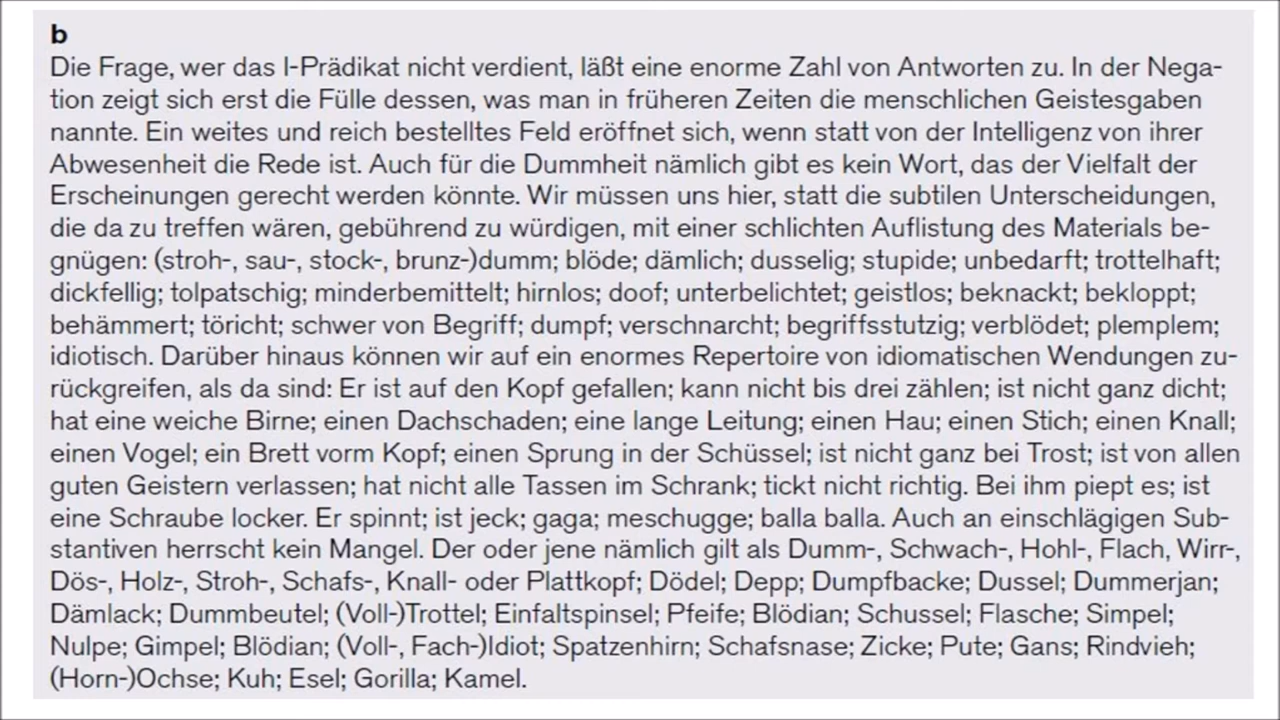 b
Die Frage, wer das I-Prädikat nicht verdient, läßt eine enorme Zahl von Antworten zu. In der Nega-
tion zeigt sich erst die Fülle dessen, was man in früheren Zeiten die menschlichen Geistesgaben
nannte. Ein weites und reich bestelltes Feld eröffnet sich, wenn statt von der Intelligenz von ihrer
Abwesenheit die Rede ist. Auch für die Dummheit nämlich gibt es kein Wort, das der Vielfalt der
Erscheinungen gerecht werden könnte. Wir müssen uns hier, statt die subtilen Unterscheidungen,
die da zu treffen wären, gebührend zu würdigen, mit einer schlichten Auflistung des Materials be-
gnügen: (stroh-, sau-, stock-, brunz-)dumm; blöde; dämlich; dusselig; stupide; unbedarft; trottelhaft;
dickfellig; tolpatschig; minderbemittelt; hirnlos; doof; unterbelichtet; geistlos; beknackt; bekloppt;
behämmert; töricht; schwer von Begriff; dumpf; verschnarcht; begriffsstutzig; verblödet; plemplem;
idiotisch. Darüber hinaus können wir auf ein enormes Repertoire von idiomatischen Wendungen zu-
rückgreifen, als da sind: Er ist auf den Kopf gefallen; kann nicht bis drei zählen; ist nicht ganz dicht;
hat eine weiche Birne; einen Dachschaden; eine lange Leitung; einen Hau; einen Stich; einen Knall;
einen Vogel; ein Brett vorm Kopf; einen Sprung in der Schüssel; ist nicht ganz bei Trost; ist von allen
guten Geistern verlassen; hat nicht alle Tassen im Schrank; tickt nicht richtig. Bei ihm piept es; ist
eine Schraube locker. Er spinnt; ist jeck; gaga; meschugge; balla balla. Auch an einschlägigen Sub-
stantiven herrscht kein Mangel. Der oder jene nämlich gilt als Dumm-, Schwach-, Hohl-, Flach, Wirr-,
Dös-, Holz-, Stroh-, Schafs-, Knall- oder Plattkopf; Dödel; Depp; Dumpfbacke; Dussel; Dummerjan;
Dämlack; Dummbeutel; (Voll-)Trottel; Einfaltspinsel; Pfeife; Blödian; Schussel; Flasche; Simpel;
Nulpe; Gimpel; Blödian; (Voll-, Fach-)Idiot; Spatzenhirn; Schafsnase; Zicke; Pute; Gans; Rindvieh;
(Horn-)Ochse; Kuh; Esel; Gorilla; Kamel.